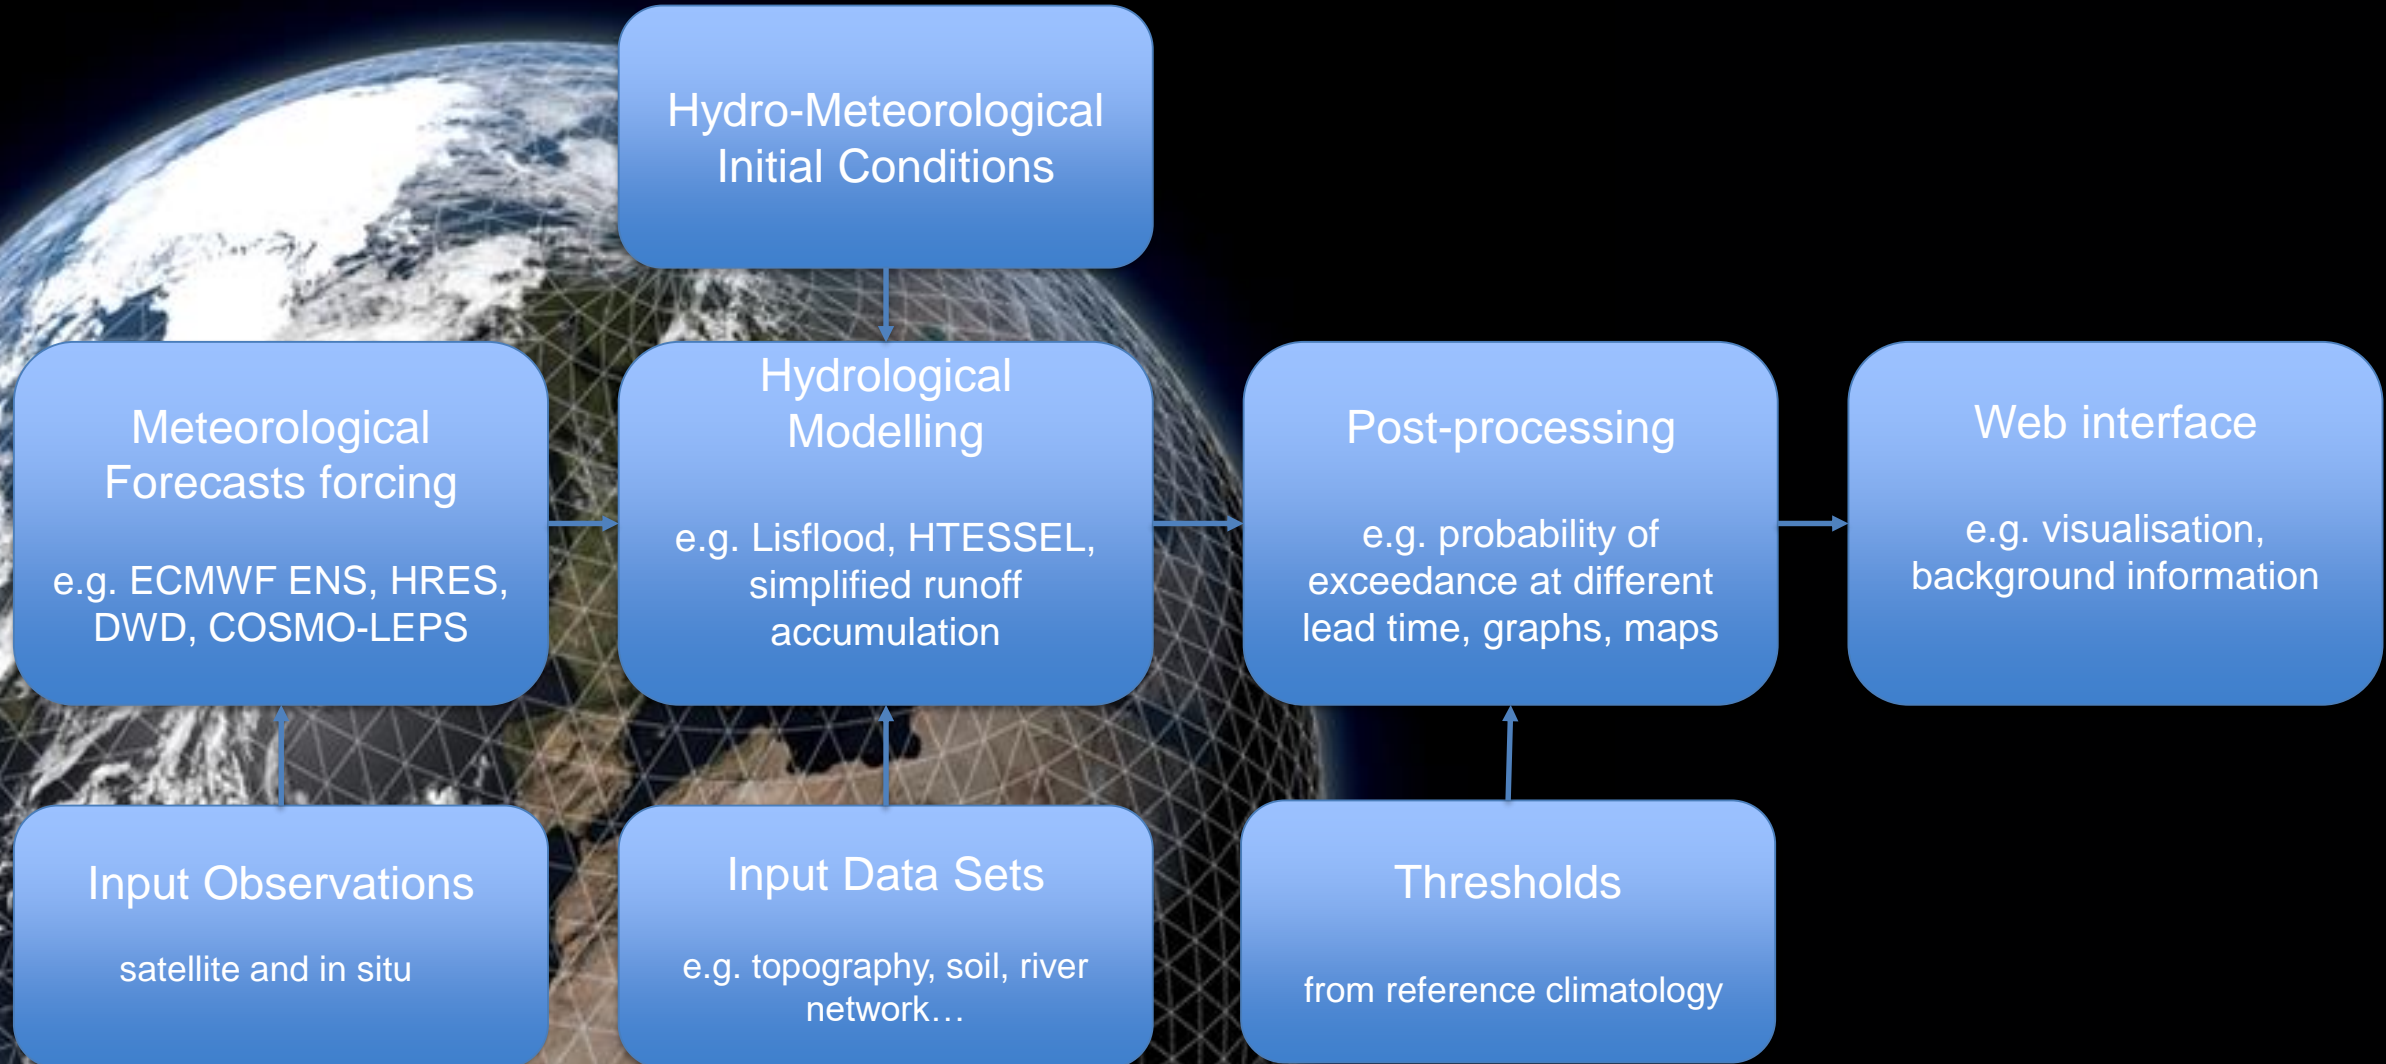 Hydro-Meteorological
Initial Conditions
Meteorological
Forecasts forcing
e.g. ECMWF ENS, HRES,
DWD, COSMO-LEPS
Hydrological
Modelling
e.g. Lisflood, HTESSEL,
simplified runoff
accumulation
Post-processing
e.g. probability of
exceedance at different
lead time, graphs, maps
Web interface
e.g. visualisation,
background information
Input Observations
satellite and in situ
Input Data Sets
e.g. topography, soil, river
network…
Thresholds
from reference climatology